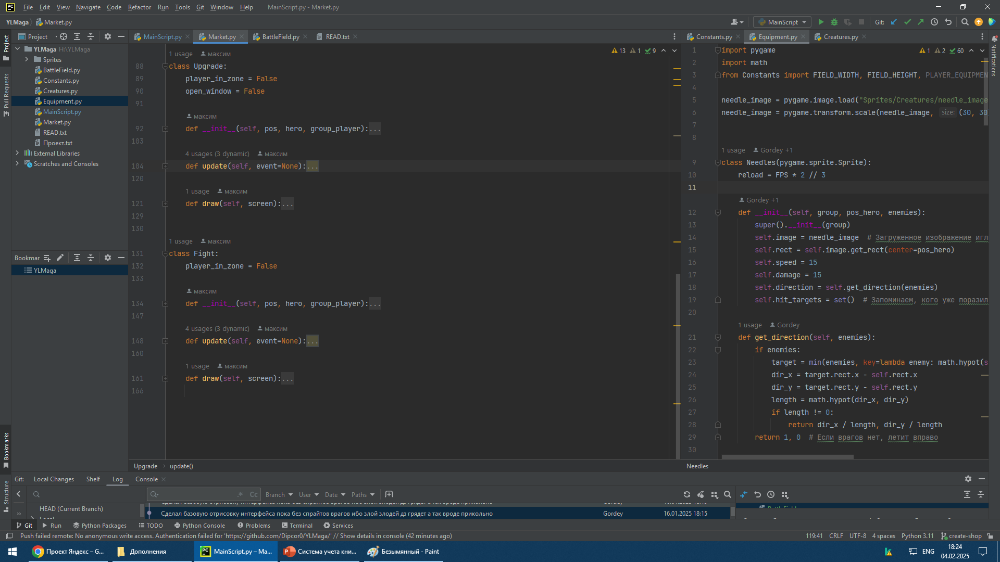 File Edit View Navigate Code Refactor Run Tools Git Window Help MainScript.py - Market.py
YLMaga Market.py MainScript Git:
Project MainScript.py Market.py BattleField.py READ.txt Constants.py Equipment.py Creatures.py
Project
Pull Requests
Bookmarks
Structure
Notifications
YLMaga H:\YLMaga
Sprites
BattleField.py
Constants.py
Creatures.py
Equipment.py
MainScript.py
Market.py
READ.txt
Проект.txt
External Libraries
Scratches and Consoles
Bookmar
YLMaga
1 usage максим
13 1 9
88 class Upgrade:
89 player_in_zone = False
90 open_window = False
91
максим
92 def __init__(self, pos, hero, group_player):...
103
4 usages (3 dynamic) максим
104 def update(self, event=None):...
120
1 usage максим
121 def draw(self, screen):...
129
130
1 usage максим
131 class Fight:
132 player_in_zone = False
133
максим
134 def __init__(self, pos, hero, group_player):...
147
4 usages (3 dynamic) максим
148 def update(self, event=None):...
160
1 usage максим
161 def draw(self, screen):...
166
Upgrade update()
1 import pygame
1 2 60
2 import math
3 from Constants import FIELD_WIDTH, FIELD_HEIGHT, PLAYER_EQUIPMEN
4
5 needle_image = pygame.image.load("Sprites/Creatures/needle_image
6 needle_image = pygame.transform.scale(needle_image, size: (30, 30
7
8
1 usage Gordey +1
9 class Needles(pygame.sprite.Sprite):
10 reload = FPS * 2 // 3
11
Gordey +1
12 def __init__(self, group, pos_hero, enemies):
13 super().__init__(group)
14 self.image = needle_image # Загруженное изображение игл
15 self.rect = self.image.get_rect(center=pos_hero)
16 self.speed = 15
17 self.damage = 15
18 self.direction = self.get_direction(enemies)
19 self.hit_targets = set() # Запоминаем, кого уже поразил
20
1 usage Gordey
21 def get_direction(self, enemies):
22 if enemies:
23 target = min(enemies, key=lambda enemy: math.hypot(s
24 dir_x = target.rect.x - self.rect.x
25 dir_y = target.rect.y - self.rect.y
26 length = math.hypot(dir_x, dir_y)
27 if length != 0:
28 return dir_x / length, dir_y / length
29 return 1, 0 # Если врагов нет, летит вправо
30
Needles
Git: Local Changes Shelf Log Console
.* Cc Branch User Date Paths
HEAD (Current Branch)
Сделал базовую отрисовку интерфейса пока без спрайтов врагов ибо злой злодей дз грядет а так вроде прикольно Gordey 16.01.2025 18:15
Git Run Python Packages TODO Python Console Problems Terminal Services
Push failed remote: No anonymous write access. Authentication failed for 'https://github.com/Dipcor0/YLMaga/' // Show details in console (42 minutes ago) 119:41 CRLF UTF-8 4 spaces Python 3.11 create-shop
Проект Яндекс – G... Дополнения MainScript.py – Ma... Система учета кни... Безымянный - Paint ENG 18:24
04.02.2025